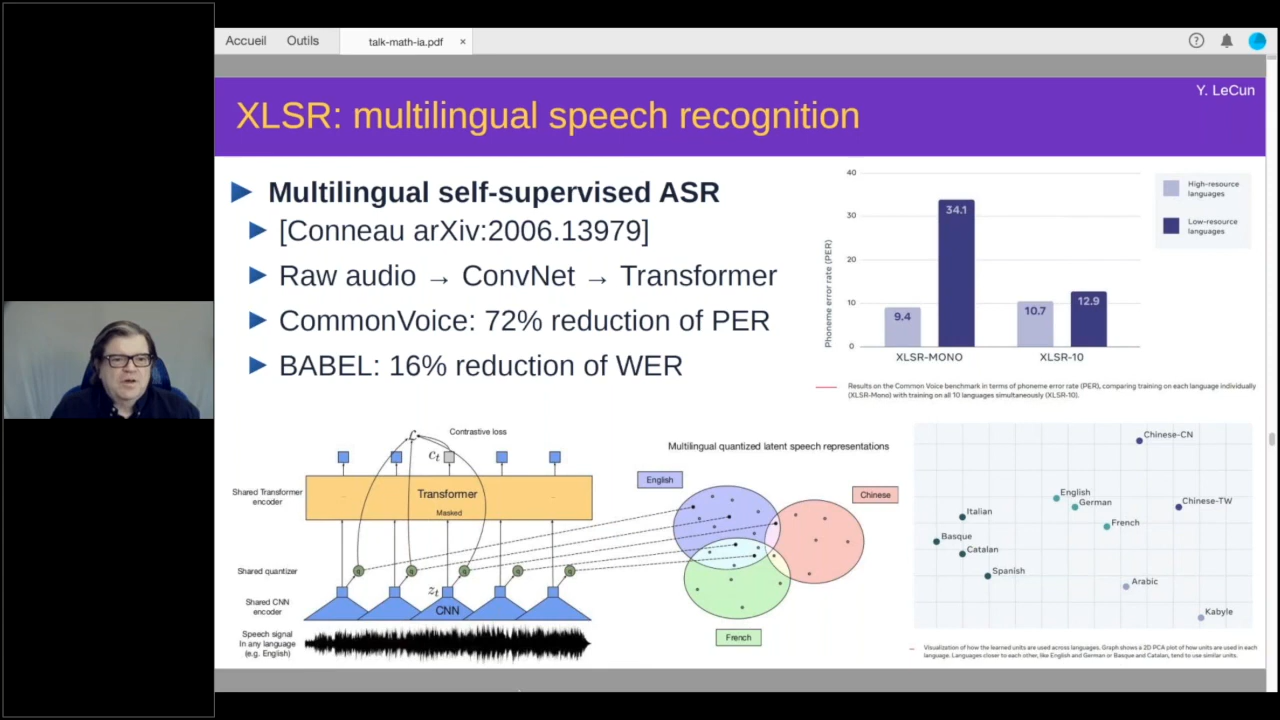 Accueil
Outils
talk-math-ia.pdf
×
?
Y. LeCun
XLSR: multilingual speech recognition
► Multilingual self-supervised ASR
► [Conneau arXiv:2006.13979]
► Raw audio → ConvNet → Transformer
► CommonVoice: 72% reduction of PER
► BABEL: 16% reduction of WER
Phoneme error rate (PER)
40
30
20
10
0
9.4
34.1
10.7
12.9
XLSR-MONO
XLSR-10
High-resource
languages
Low-resource
languages
Results on the Common Voice benchmark in terms of phoneme error rate (PER), comparing training on each language individually
(XLSR-Mono) with training on all 10 languages simultaneously (XLSR-10).
L
Contrastive loss
c_t
Shared Transformer
encoder
Transformer
Masked
Shared quantizer
q
q
q
q
q
z_t
Shared CNN
encoder
CNN
Speech signal
In any language
(e.g. English)
Multilingual quantized latent speech representations
English
Chinese
French
Chinese-CN
English
German
Chinese-TW
Italian
French
Basque
Catalan
Spanish
Arabic
Kabyle
Visualization of how the learned units are used across languages. Graph shows a 2D PCA plot of how units are used in each
language. Languages closer to each other, like English and German or Basque and Catalan, tend to use similar units.